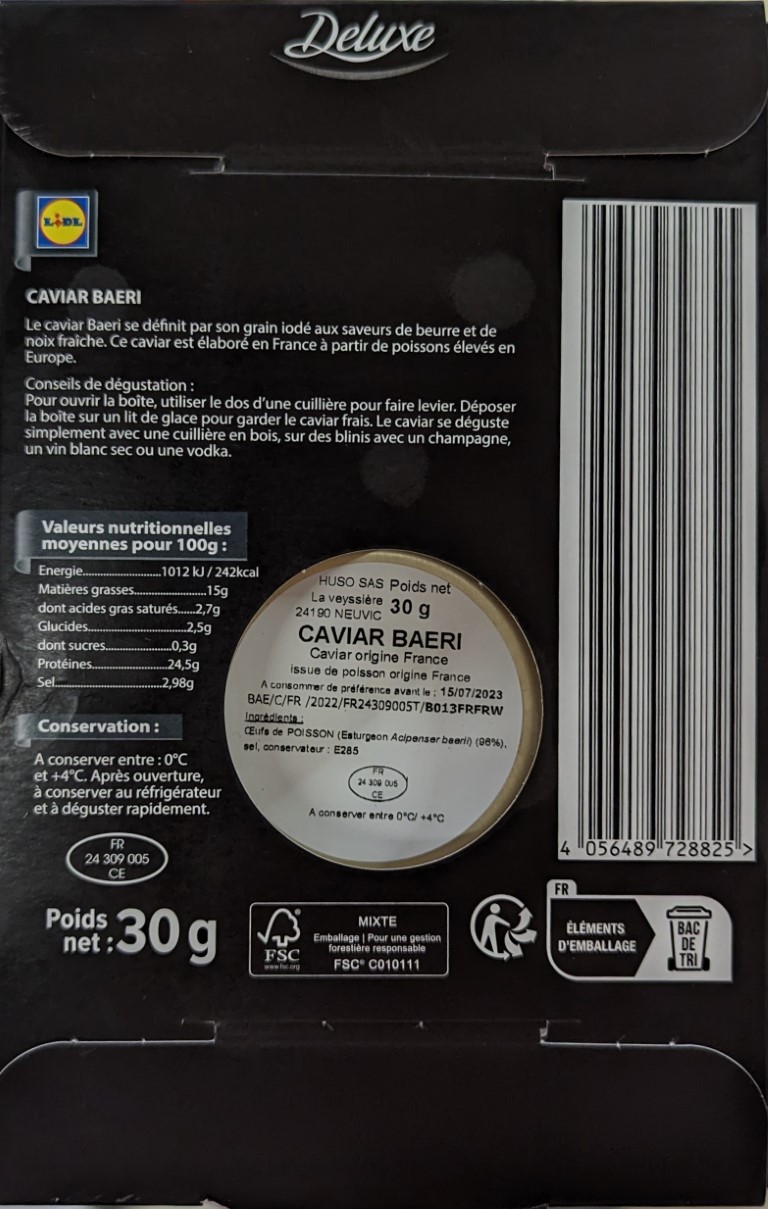 Deluxe
LIDL
CAVIAR BAERI
Le caviar Baeri se définit par son grain iodé aux saveurs de beurre et de
noix fraîche. Ce caviar est élaboré en France à partir de poissons élevés en
Europe.
Conseils de dégustation :
Pour ouvrir la boîte, utiliser le dos d'une cuillière pour faire levier. Déposer
la boîte sur un lit de glace pour garder le caviar frais. Le caviar se déguste
simplement avec une cuillière en bois, sur des blinis avec un champagne,
un vin blanc sec ou une vodka.
Valeurs nutritionnelles
moyennes pour 100g :
Energie..................1012 kJ / 242kcal
Matières grasses.................15g
dont acides gras saturés......2,7g
Glucides.............................2,5g
dont sucres.......................0,3g
Protéines..........................24,5g
Sel...................................2,98g
Conservation :
A conserver entre : 0°C
et +4°C. Après ouverture,
à conserver au réfrigérateur
et à déguster rapidement.
FR
24 309 005
CE
Poids
net : 30 g
HUSO SAS Poids net
La veyssière 30 g
24190 NEUVIC
CAVIAR BAERI
Caviar origine France
issue de poisson origine France
A consommer de préférence avant le : 15/07/2023
BAE/C/FR /2022/FR24309005T/B013FRFRW
Ingrédients :
Œufs de POISSON (Esturgeon Acipenser baerii) (96%),
sel, conservateur : E285
FR
24 309 005
CE
A conserver entre 0°C/ +4°C
4 056489 728825 >
FSC
www.fsc.org
MIXTE
Emballage | Pour une gestion
forestière responsable
FSC® C010111
FR
ÉLÉMENTS
D'EMBALLAGE
BAC
DE
TRI